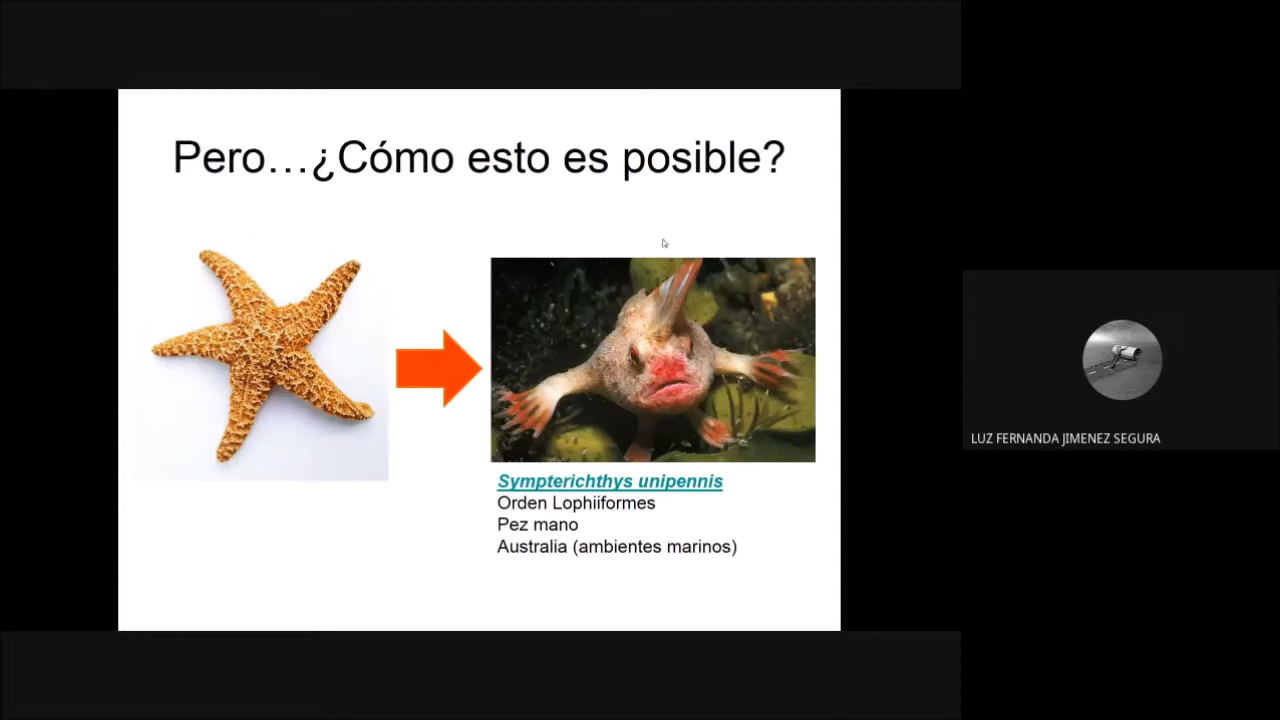 Pero…¿Cómo esto es posible?
Sympterichthys unipennis
Orden Lophiiformes
Pez mano
Australia (ambientes marinos)
LUZ FERNANDA JIMENEZ SEGURA